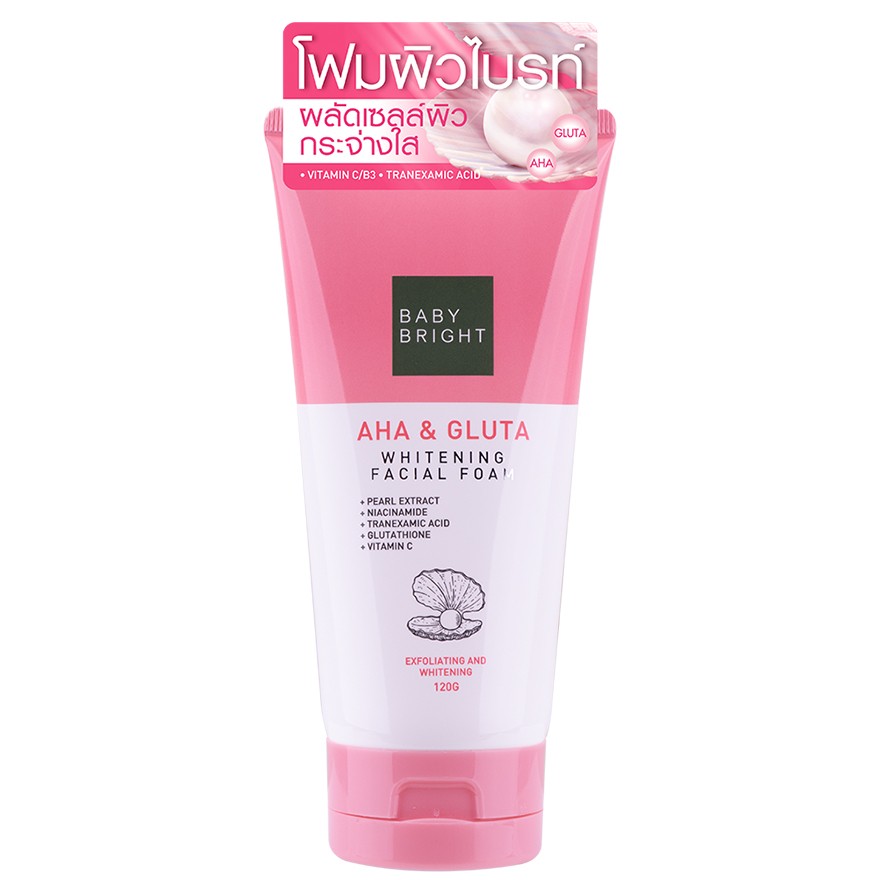 โฟมผิวไบรท์
ผลัดเซลล์ผิว
กระจ่างใส
GLUTA
AHA
• VITAMIN C/B3 • TRANEXAMIC ACID
BABY
BRIGHT
AHA & GLUTA
WHITENING
FACIAL FOAM
+ PEARL EXTRACT
+ NIACINAMIDE
+ TRANEXAMIC ACID
+ GLUTATHIONE
+ VITAMIN C
EXFOLIATING AND
WHITENING
120G